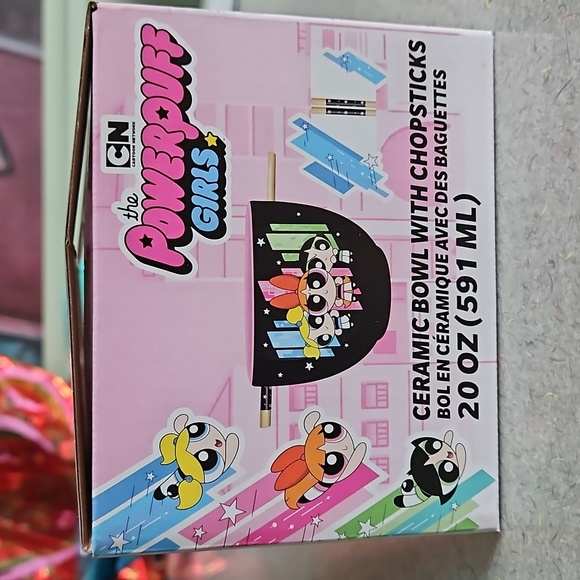 CN
CARTOON NETWORK
the
POWERPUFF
GIRLS
CERAMIC BOWL WITH CHOPSTICKS
BOL EN CÉRAMIQUE AVEC DES BAGUETTES
20 OZ (591 ML)